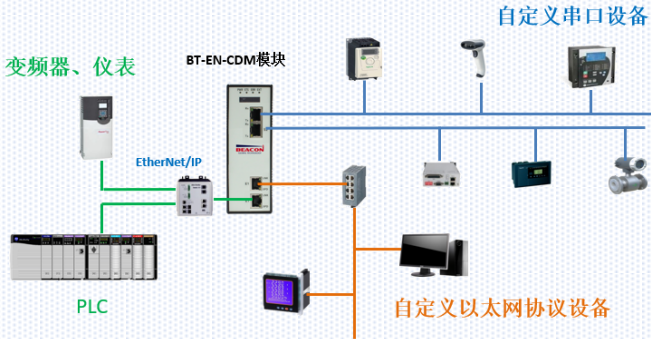 自定义串口设备
变频器、仪表
BT-EN-CDM模块
BEACON
EtherNet/IP
PLC
自定义以太网协议设备